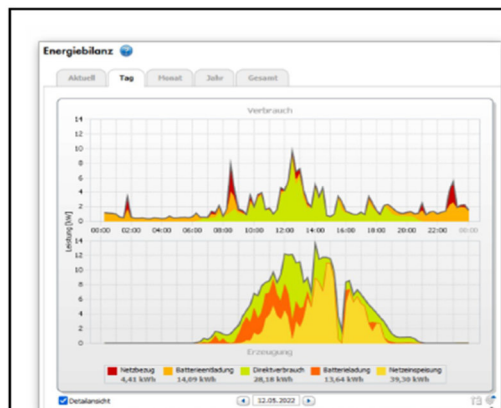 Energiebilanz
Aktuell Tag Monat Jahr Gesamt
Verbrauch
14
12
10
8
6
4
2
0
00:00 02:00 04:00 06:00 08:00 10:00 12:00 14:00 16:00 18:00 20:00 22:00 00:00
Leistung [kW]
14
12
10
8
6
4
2
0
Erzeugung
Netzbezug Batterieentladung Direktverbrauch Batterieladung Netzeinspeisung
4,41 kWh 14,09 kWh 28,18 kWh 13,64 kWh 39,30 kWh
Detailansicht 12.05.2022